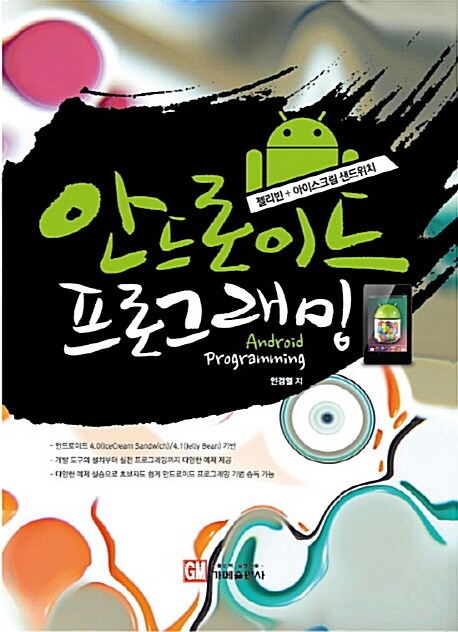 젤리빈 + 아이스크림 샌드위치
안드로이드
프로그래밍
Android
Programming
인경열 지
- 안드로이드 4.0(IceCream Sandwich)/4.1(Jelly Bean) 기반
- 개발 도구의 설치부터 실전 프로그래밍까지 다양한 예제 제공
- 다양한 예제 실습으로 초보자도 쉽게 안드로이드 프로그래밍 기법 습득 가능
GM
가메출판사